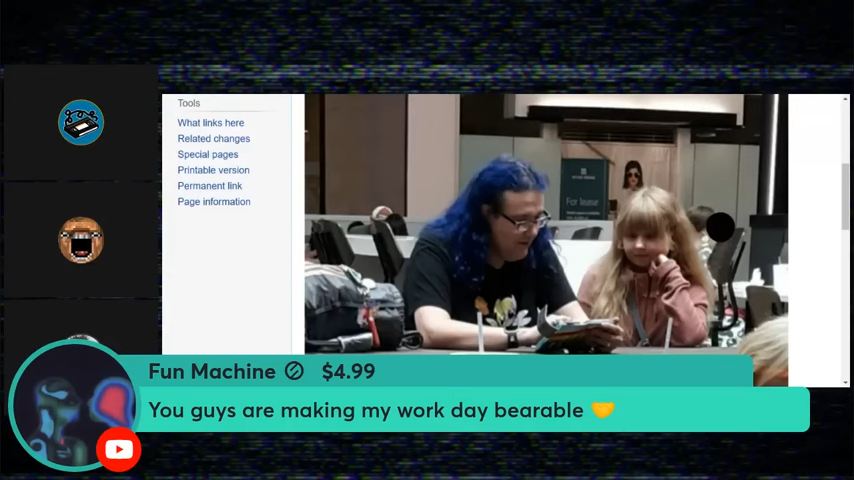 Tools
What links here
Related changes
Special pages
Printable version
Permanent link
Page information
For lease
Fun Machine $4.99
You guys are making my work day bearable 🤝